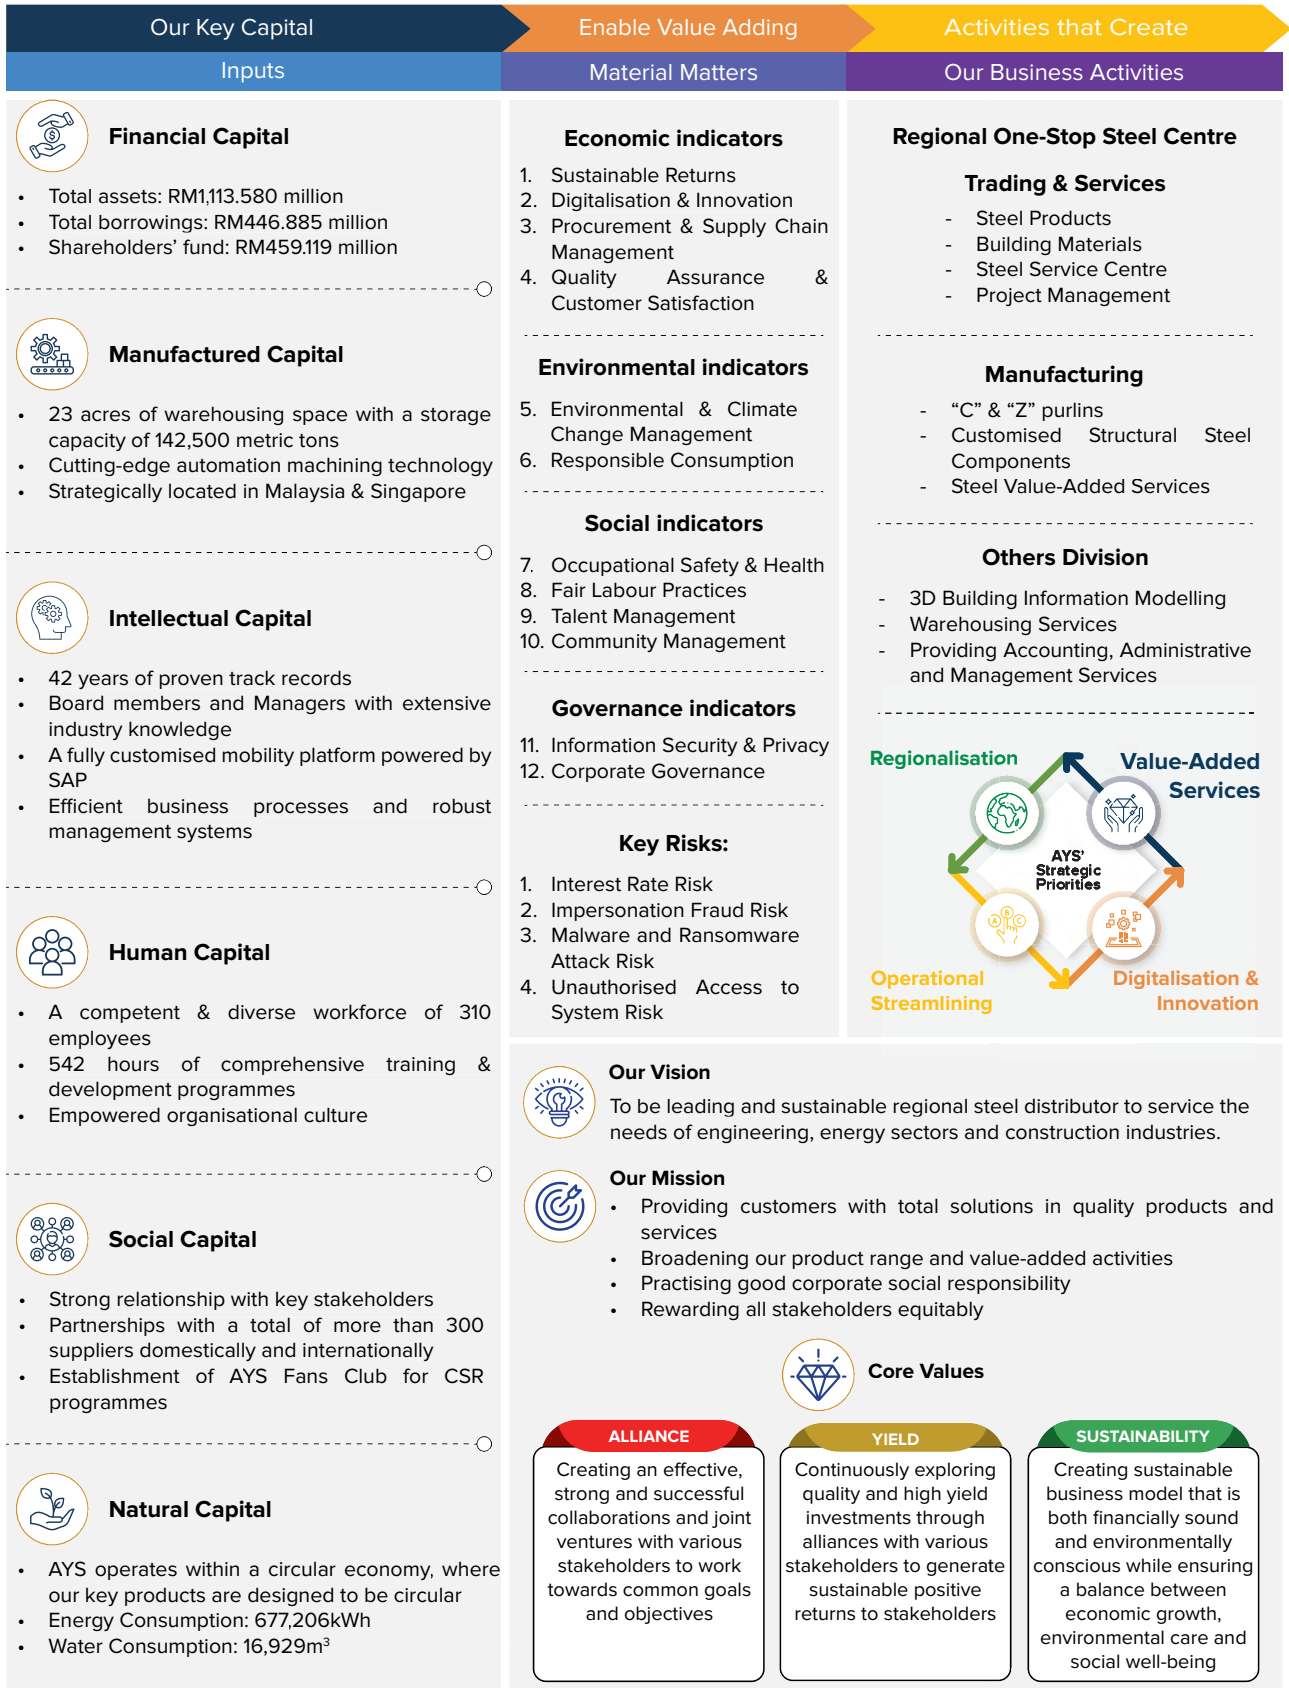 Our Key Capital
Enable Value Adding
Activities that Create
Inputs
Material Matters
Our Business Activities
Financial Capital
• Total assets: RM1,113.580 million
• Total borrowings: RM446.885 million
• Shareholders' fund: RM459.119 million
Manufactured Capital
• 23 acres of warehousing space with a storage
capacity of 142,500 metric tons
• Cutting-edge automation machining technology
• Strategically located in Malaysia & Singapore
Intellectual Capital
• 42 years of proven track records
• Board members and Managers with extensive
industry knowledge
• A fully customised mobility platform powered by
SAP
• Efficient business processes and robust
management systems
Human Capital
• A competent & diverse workforce of 310
employees
• 542 hours of comprehensive training &
development programmes
• Empowered organisational culture
Social Capital
• Strong relationship with key stakeholders
• Partnerships with a total of more than 300
suppliers domestically and internationally
• Establishment of AYS Fans Club for CSR
programmes
Natural Capital
• AYS operates within a circular economy, where
our key products are designed to be circular
• Energy Consumption: 677,206kWh
• Water Consumption: 16,929m³
Economic indicators
1. Sustainable Returns
2. Digitalisation & Innovation
3. Procurement & Supply Chain
Management
4. Quality Assurance &
Customer Satisfaction
Environmental indicators
5. Environmental & Climate
Change Management
6. Responsible Consumption
Social indicators
7. Occupational Safety & Health
8. Fair Labour Practices
9. Talent Management
10. Community Management
Governance indicators
11. Information Security & Privacy
12. Corporate Governance
Key Risks:
1. Interest Rate Risk
2. Impersonation Fraud Risk
3. Malware and Ransomware
Attack Risk
4. Unauthorised Access to
System Risk
Regional One-Stop Steel Centre
Trading & Services
- Steel Products
- Building Materials
- Steel Service Centre
- Project Management
Manufacturing
- "C" & "Z" purlins
- Customised Structural Steel
Components
- Steel Value-Added Services
Others Division
- 3D Building Information Modelling
- Warehousing Services
- Providing Accounting, Administrative
and Management Services
Regionalisation
Value-Added
Services
AYS'
Strategic
Priorities
A B C
Operational
Streamlining
Digitalisation &
Innovation
Our Vision
To be leading and sustainable regional steel distributor to service the
needs of engineering, energy sectors and construction industries.
Our Mission
• Providing customers with total solutions in quality products and
services
• Broadening our product range and value-added activities
• Practising good corporate social responsibility
• Rewarding all stakeholders equitably
Core Values
ALLIANCE
Creating an effective,
strong and successful
collaborations and joint
ventures with various
stakeholders to work
towards common goals
and objectives
YIELD
Continuously exploring
quality and high yield
investments through
alliances with various
stakeholders to generate
sustainable positive
returns to stakeholders
SUSTAINABILITY
Creating sustainable
business model that is
both financially sound
and environmentally
conscious while ensuring
a balance between
economic growth,
environmental care and
social well-being